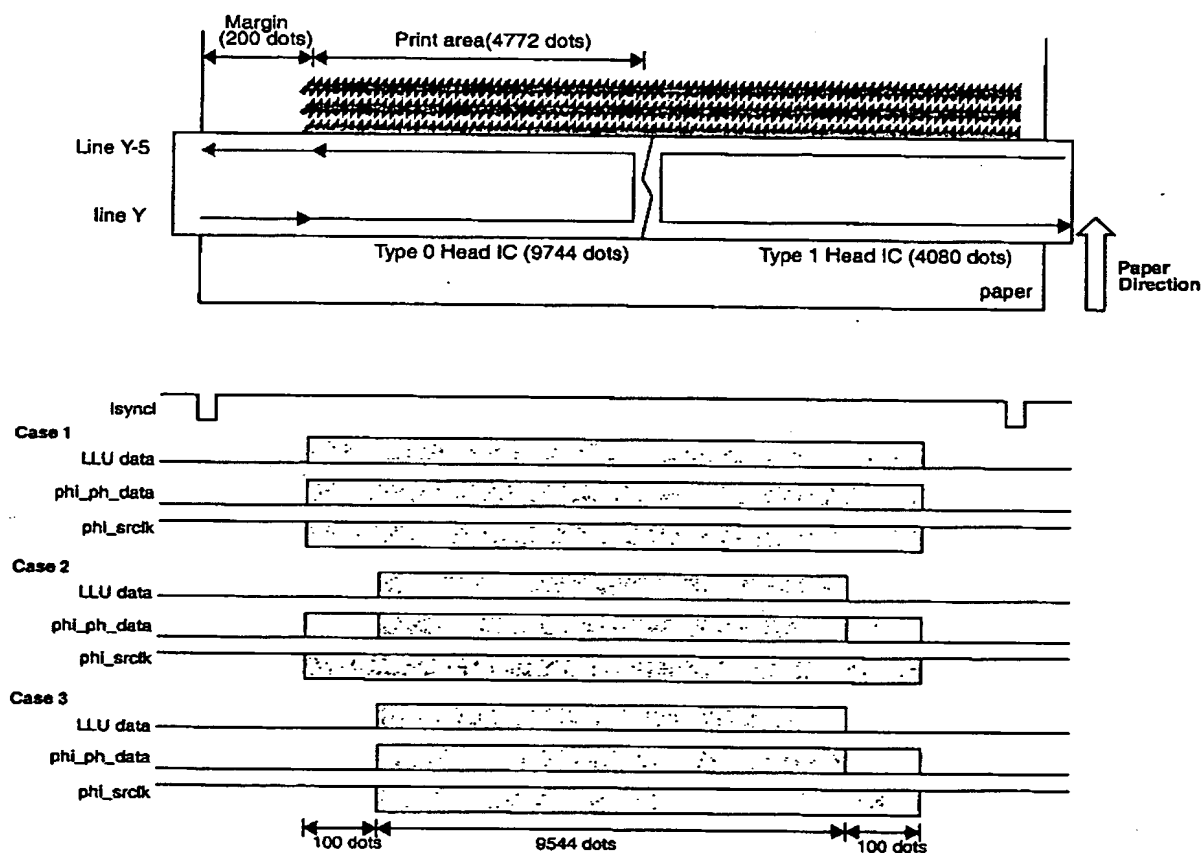 Margin
(200 dots)
Print area(4772 dots)
Line Y-5
line Y
Type 0 Head IC (9744 dots)
Type 1 Head IC (4080 dots)
paper
Paper
Direction
lsyncl
Case 1
LLU data
phi_ph_data
phi_srclk
Case 2
LLU data
phi_ph_data
phi_srclk
Case 3
LLU data
phi_ph_data
phi_srclk
100 dots
9544 dots
100 dots